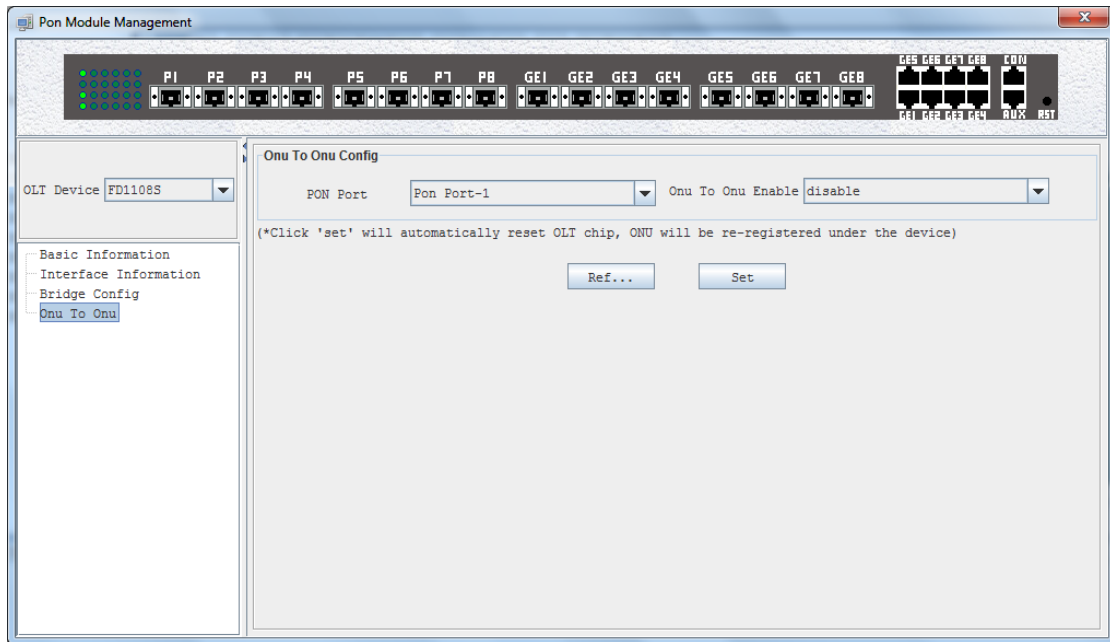 Pon Module Management
GE5 GE6 GE7 GE8 CON
P1 P2 P3 P4 P5 P6 P7 P8 GE1 GE2 GE3 GE4 GE5 GE6 GE7 GE8
GE1 GE2 GE3 GE4 AUX RST
OLT Device FD1108S
Basic Information
Interface Information
Bridge Config
Onu To Onu
Onu To Onu Config
PON Port Pon Port-1 Onu To Onu Enable disable
(*Click 'set' will automatically reset OLT chip, ONU will be re-registered under the device)
Ref... Set